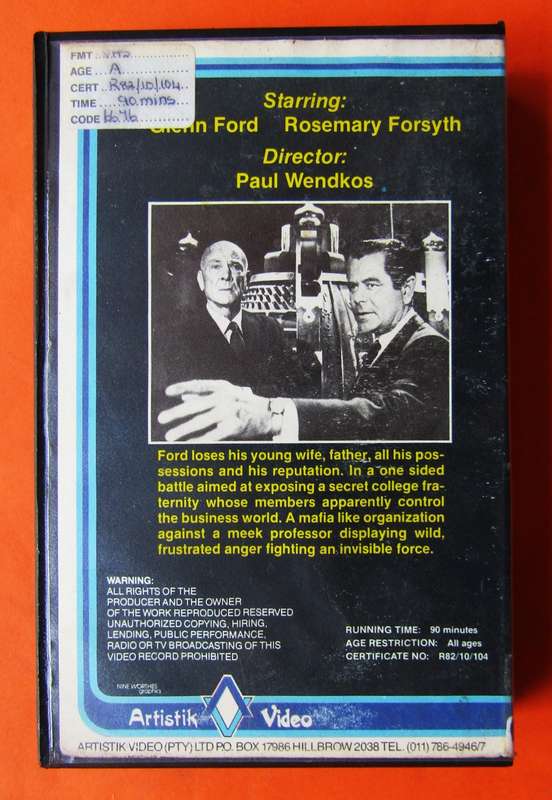 FMT VHS
AGE A
CERT R82/10/104
TIME 90 mins
CODE 6676
Starring:
Glenn Ford Rosemary Forsyth
Director:
Paul Wendkos
Ford loses his young wife, father, all his pos-
sessions and his reputation. In a one sided
battle aimed at exposing a secret college fra-
ternity whose members apparently control
the business world. A mafia like organization
against a meek professor displaying wild,
frustrated anger fighting an invisible force.
WARNING:
ALL RIGHTS OF THE
PRODUCER AND THE OWNER
OF THE WORK REPRODUCED RESERVED
UNAUTHORIZED COPYING, HIRING,
LENDING, PUBLIC PERFORMANCE,
RADIO OR TV BROADCASTING OF THIS
VIDEO RECORD PROHIBITED
RUNNING TIME: 90 minutes
AGE RESTRICTION: All ages
CERTIFICATE NO: R82/10/104
NINE WORTHIES
graphics
Artistik Video
ARTISTIK VIDEO (PTY) LTD P.O. BOX 17986 HILLBROW 2038 TEL. (011) 786-4946/7